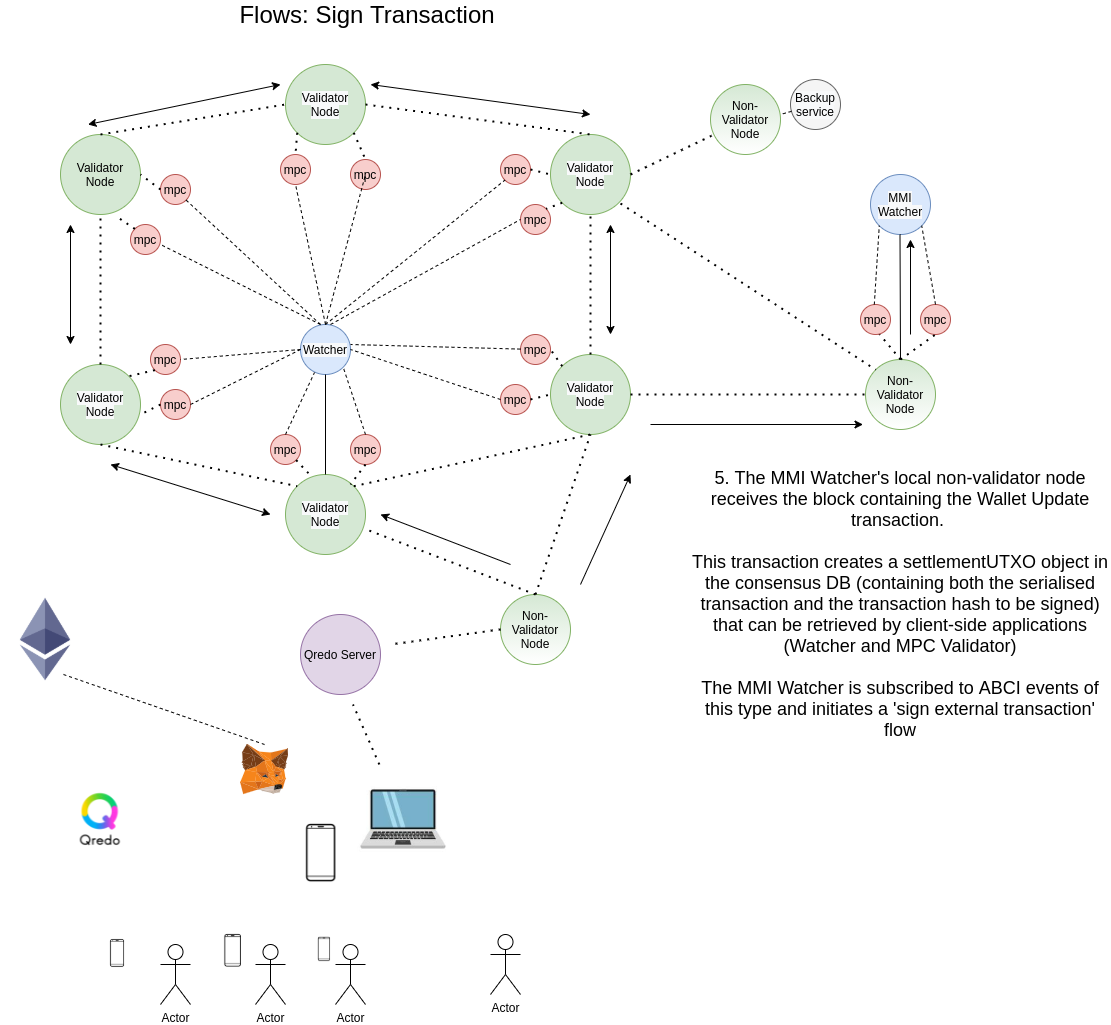 Flows: Sign Transaction
Validator
Node
Non-
Validator
Node
Backup
service
Validator
Node
mpc
mpc
mpc
mpc
Validator
Node
mpc
mpc
mpc
MMI
Watcher
mpc
Validator
Node
mpc
mpc
Watcher
mpc
mpc
mpc
Validator
Node
mpc
mpc
Validator
Node
Non-
Validator
Node
mpc
mpc
Validator
Node
5. The MMI Watcher's local non-validator node
receives the block containing the Wallet Update
transaction.
This transaction creates a settlementUTXO object in
the consensus DB (containing both the serialised
transaction and the transaction hash to be signed)
that can be retrieved by client-side applications
(Watcher and MPC Validator)
The MMI Watcher is subscribed to ABCI events of
this type and initiates a 'sign external transaction'
flow
Non-
Validator
Node
Qredo Server
Qredo
Actor
Actor
Actor
Actor